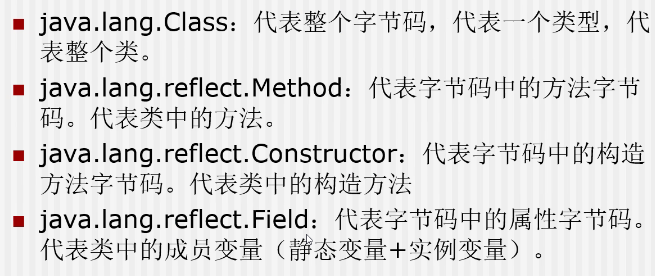 java.lang.Class：代表整个字节码，代表一个类型，代
表整个类。
java.lang.reflect.Method：代表字节码中的方法字节
码。代表类中的方法。
java.lang.reflect.Constructor：代表字节码中的构造
方法字节码。代表类中的构造方法
java.lang.reflect.Field：代表字节码中的属性字节码。
代表类中的成员变量（静态变量+实例变量）。